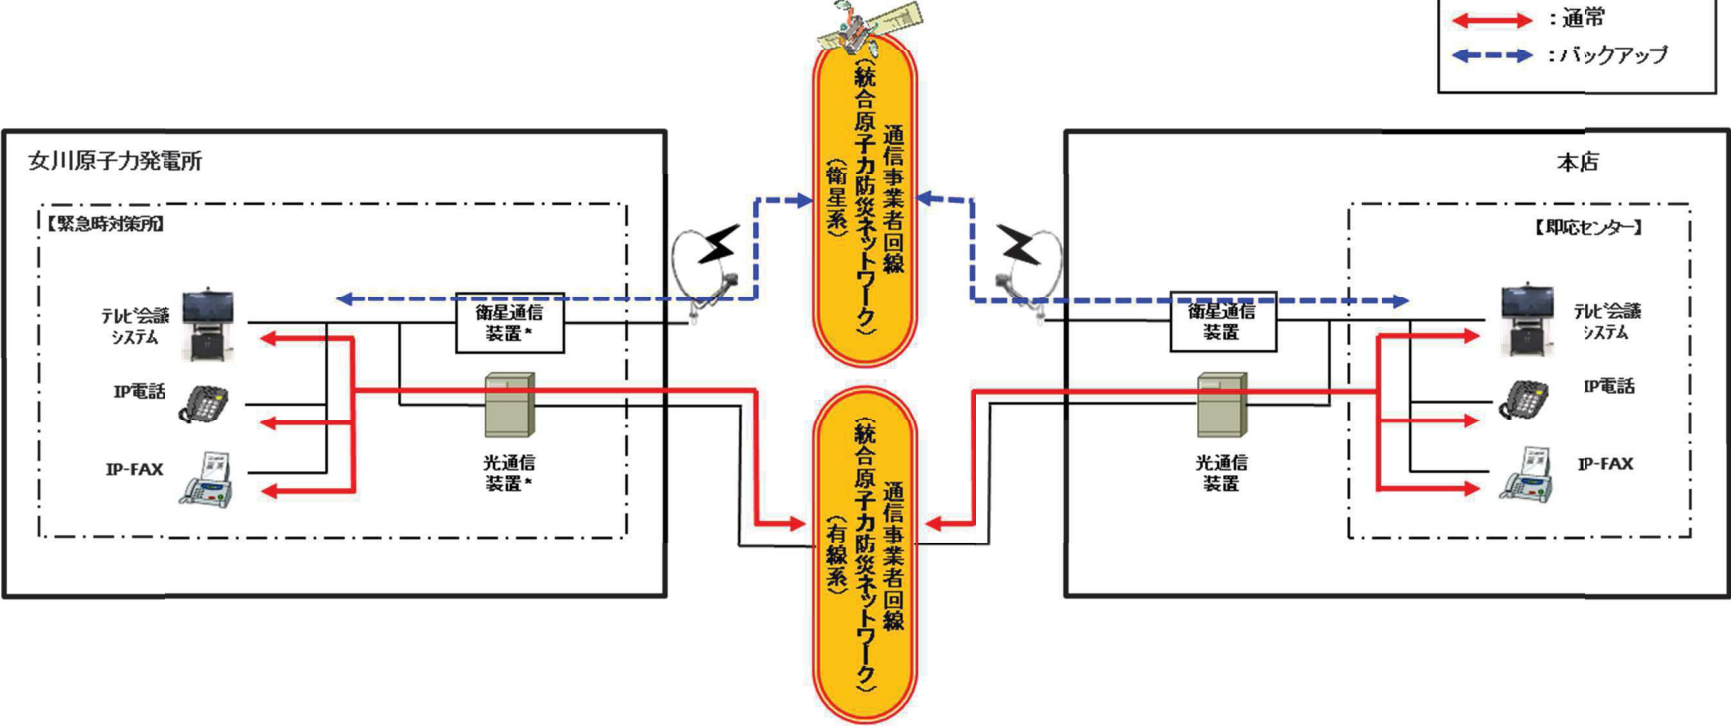 :通常
:バックアップ
女川原子力発電所
【緊急時対策所】
テレビ会議
システム
IP電話
IP-FAX
衛星通信
装置*
光通信
装置*
通信事業者回線
(統合原子力防災ネットワーク)
(衛星系)
通信事業者回線
(統合原子力防災ネットワーク)
(有線系)
本店
【即応センター】
衛星通信
装置
光通信
装置
テレビ会議
システム
IP電話
IP-FAX